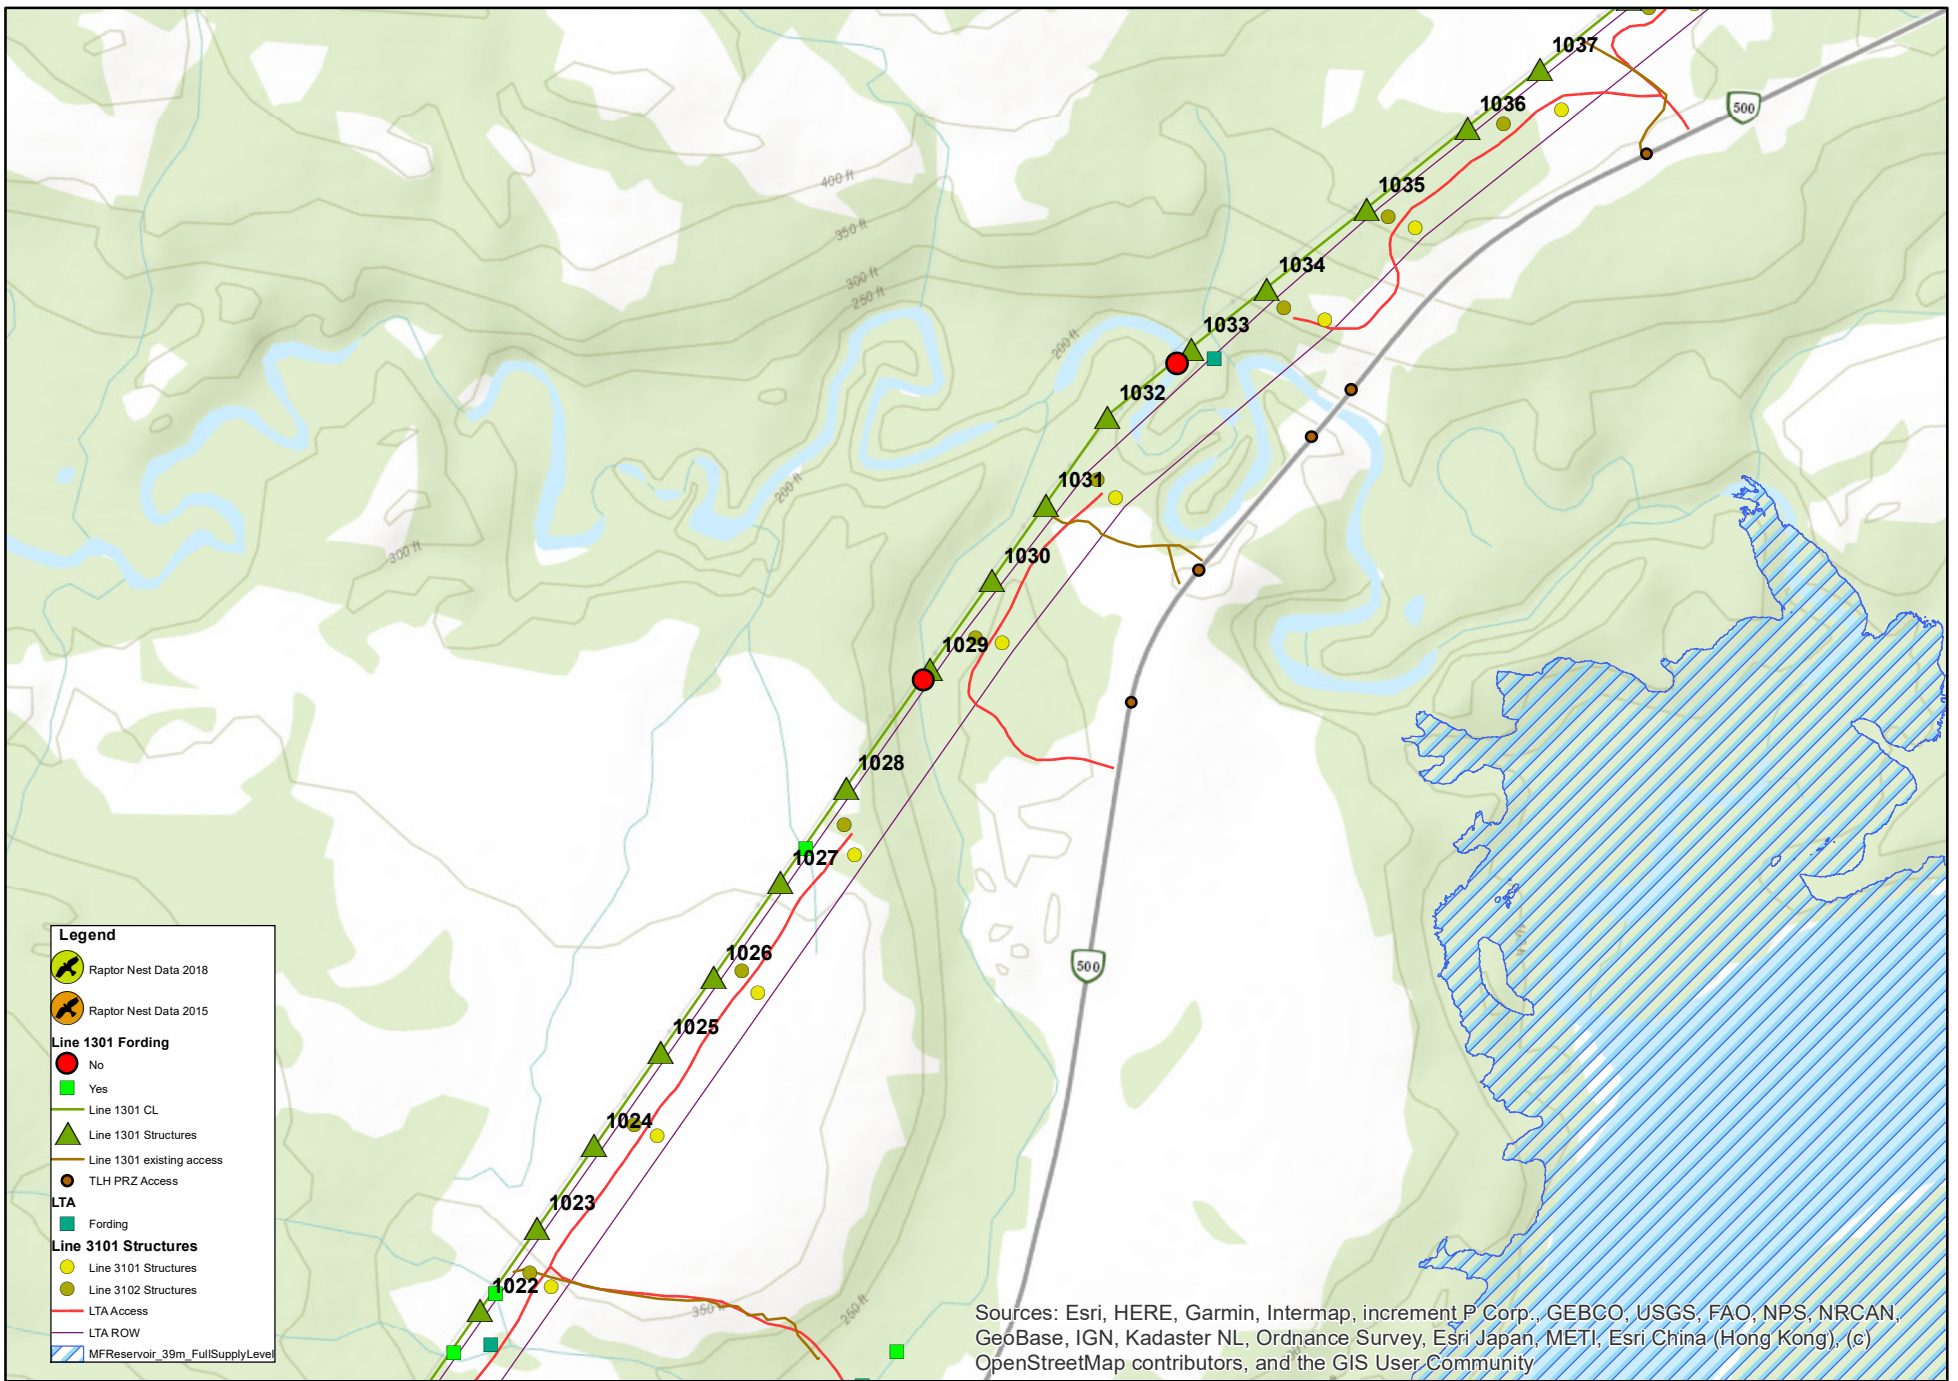 1037
500
1036
400 ft
1035
350 ft
1034
300 ft
250 ft
1033
200 ft
1032
1031
200 ft
300 ft
1030
1029
1028
1027
1026
500
1025
1024
1023
1022
350 ft
250 ft
Legend
Raptor Nest Data 2018
Raptor Nest Data 2015
Line 1301 Fording
No
Yes
Line 1301 CL
Line 1301 Structures
Line 1301 existing access
TLH PRZ Access
LTA
Fording
Line 3101 Structures
Line 3101 Structures
Line 3102 Structures
LTA Access
LTA ROW
MFReservoir_39m_FullSupplyLevel
Sources: Esri, HERE, Garmin, Intermap, increment P Corp., GEBCO, USGS, FAO, NPS, NRCAN,
GeoBase, IGN, Kadaster NL, Ordnance Survey, Esri Japan, METI, Esri China (Hong Kong), (c)
OpenStreetMap contributors, and the GIS User Community